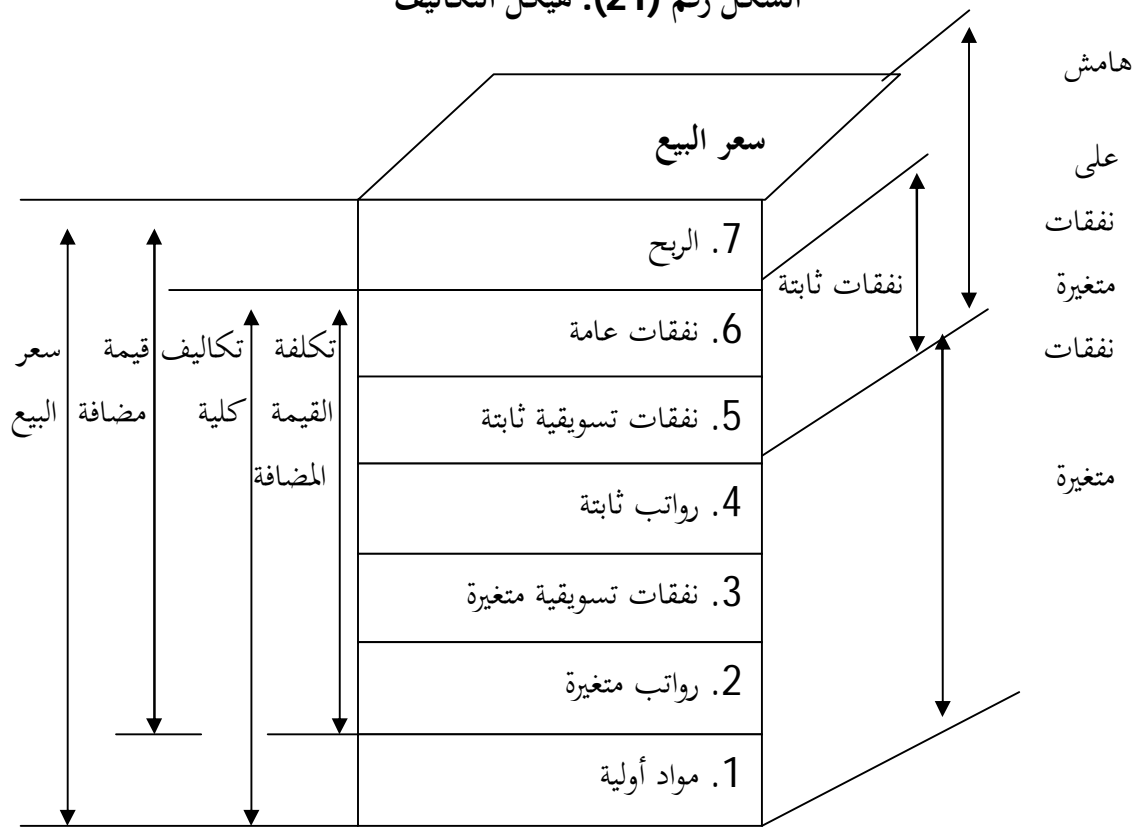 الشكل رقم (21): هيكل التكاليف
هامش
على
نفقات
متغيرة
نفقات
متغيرة
سعر البيع
نفقات ثابتة
7. الربح
6. نفقات عامة
5. نفقات تسويقية ثابتة
4. رواتب ثابتة
3. نفقات تسويقية متغيرة
2. رواتب متغيرة
1. مواد أولية
تكلفة
القيمة
المضافة
تكاليف
كلية
قيمة
مضافة
سعر
البيع